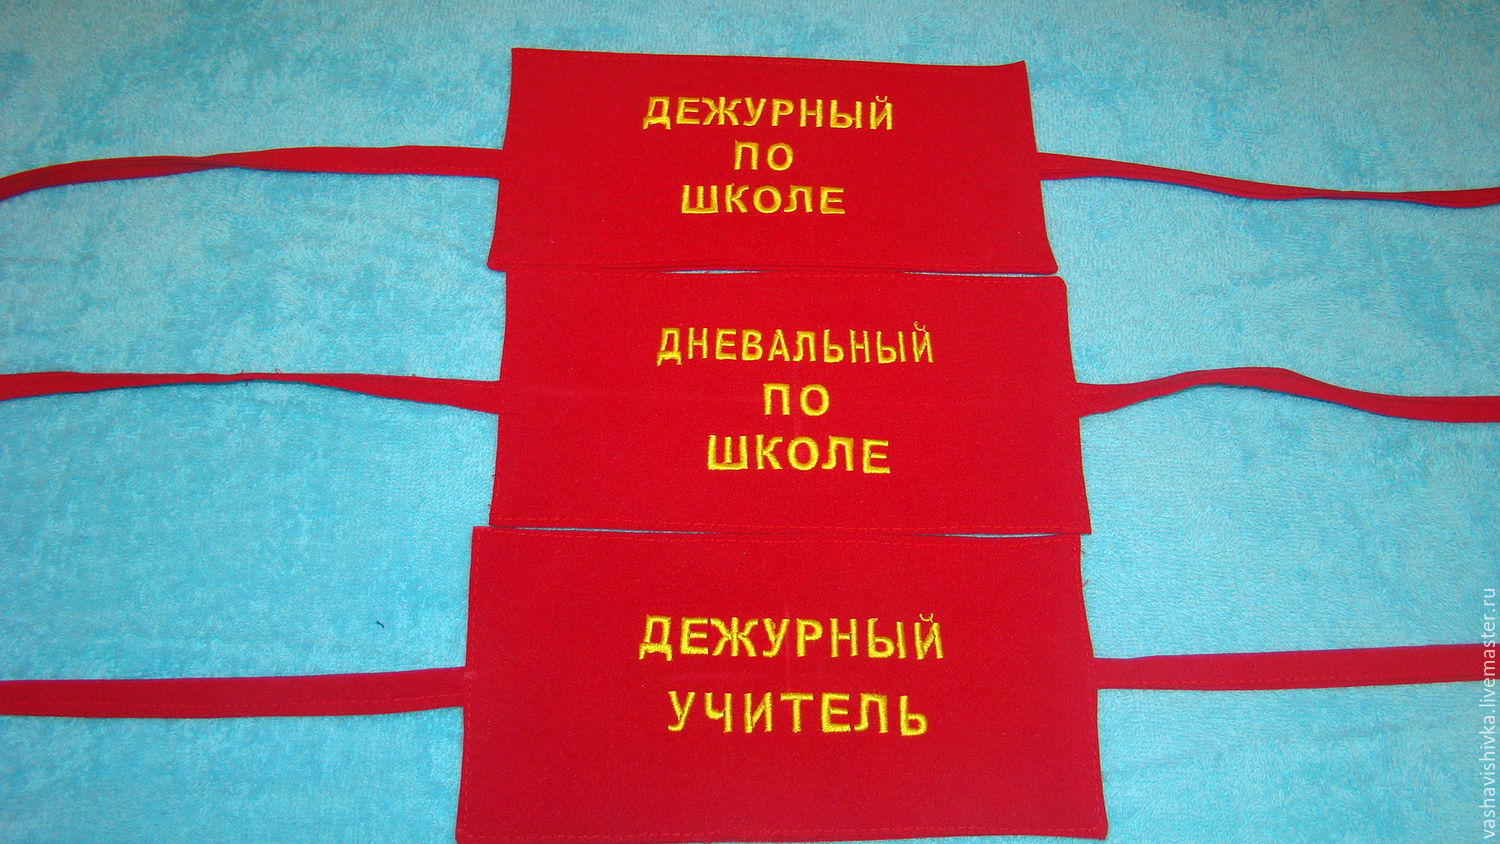 ДЕЖУРНЫЙ
ПО
ШКОЛЕ
ДНЕВАЛЬНЫЙ
ПО
ШКОЛЕ
ДЕЖУРНЫЙ
УЧИТЕЛЬ
vashavishivka.livemaster.ru